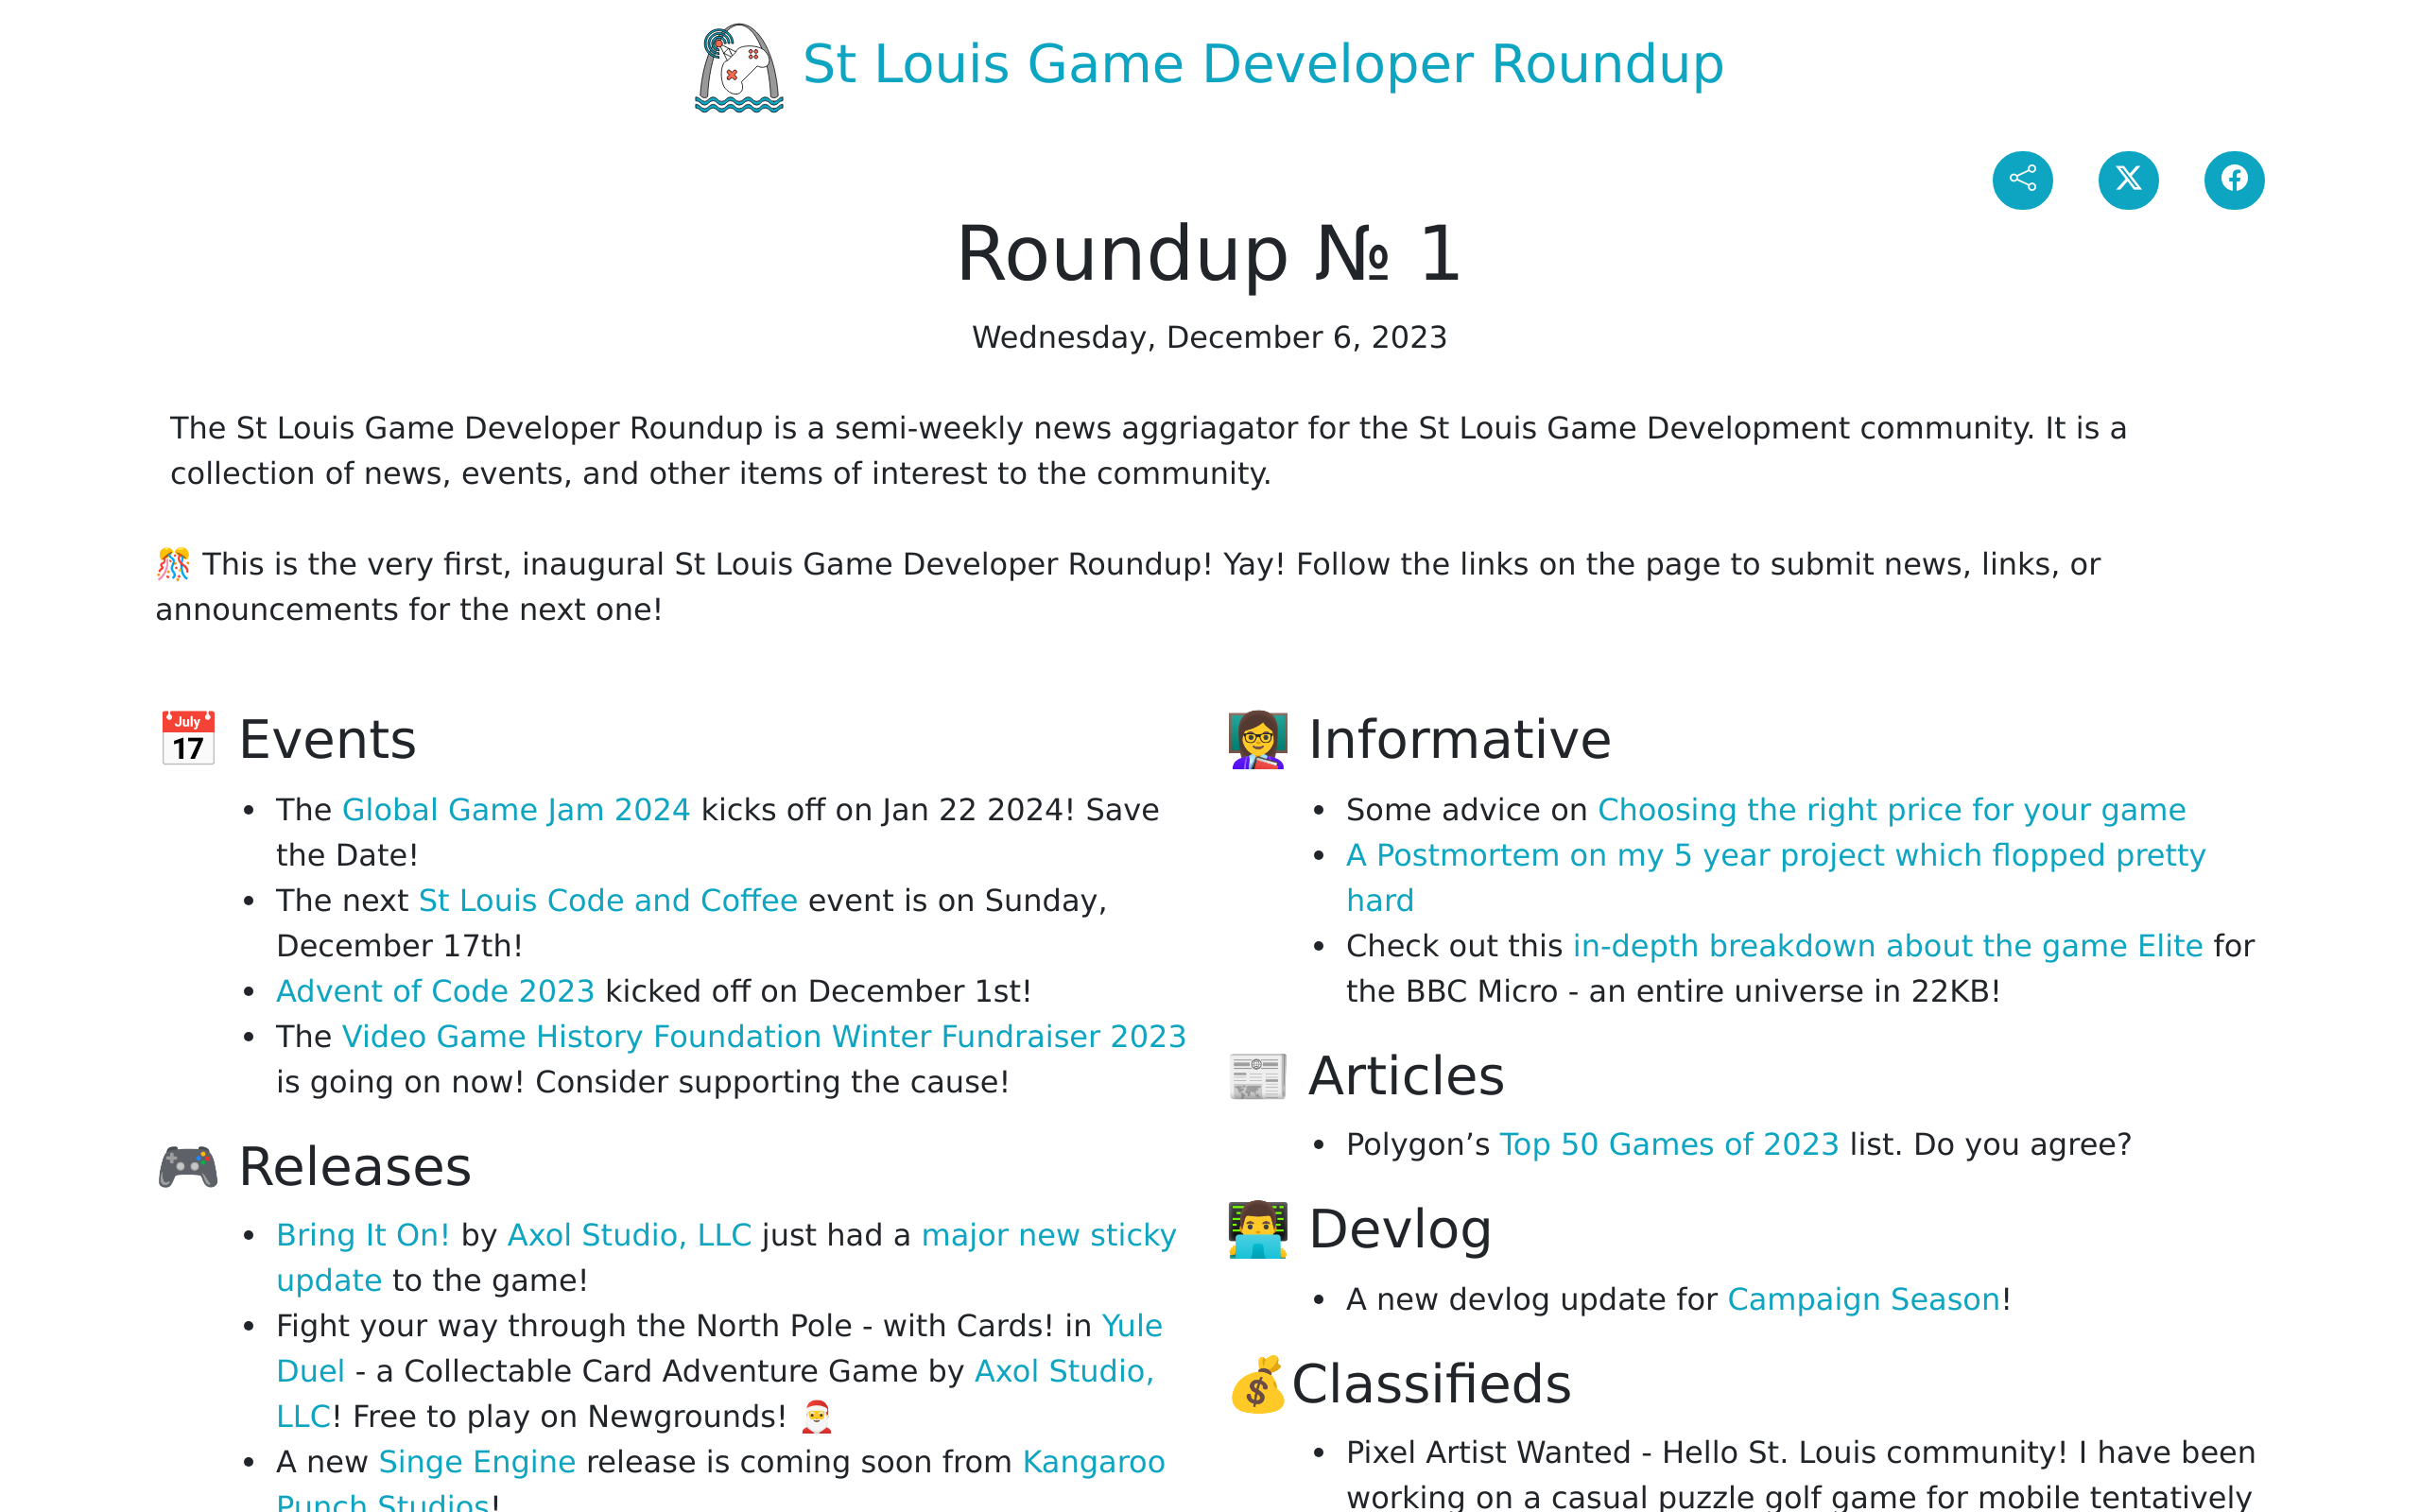 St Louis Game Developer Roundup
Roundup № 1
Wednesday, December 6, 2023
The St Louis Game Developer Roundup is a semi-weekly news aggriagator for the St Louis Game Development community. It is a
collection of news, events, and other items of interest to the community.
🎊 This is the very first, inaugural St Louis Game Developer Roundup! Yay! Follow the links on the page to submit news, links, or
announcements for the next one!
📅 Events
• The Global Game Jam 2024 kicks off on Jan 22 2024! Save
the Date!
• The next St Louis Code and Coffee event is on Sunday,
December 17th!
• Advent of Code 2023 kicked off on December 1st!
• The Video Game History Foundation Winter Fundraiser 2023
is going on now! Consider supporting the cause!
🎮 Releases
• Bring It On! by Axol Studio, LLC just had a major new sticky
update to the game!
• Fight your way through the North Pole - with Cards! in Yule
Duel - a Collectable Card Adventure Game by Axol Studio,
LLC! Free to play on Newgrounds! 🎅
• A new Singe Engine release is coming soon from Kangaroo
Punch Studios!
👩‍🏫 Informative
• Some advice on Choosing the right price for your game
• A Postmortem on my 5 year project which flopped pretty
hard
• Check out this in-depth breakdown about the game Elite for
the BBC Micro - an entire universe in 22KB!
📰 Articles
• Polygon’s Top 50 Games of 2023 list. Do you agree?
👨‍💻 Devlog
• A new devlog update for Campaign Season!
💰Classifieds
• Pixel Artist Wanted - Hello St. Louis community! I have been
working on a casual puzzle golf game for mobile tentatively